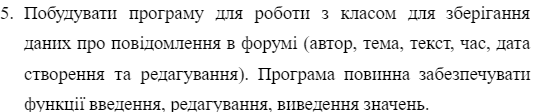 5. Побудувати програму для роботи з класом для зберігання
даних про повідомлення в форумі (автор, тема, текст, час, дата
створення та редагування). Програма повинна забезпечувати
функції введення, редагування, виведення значень.